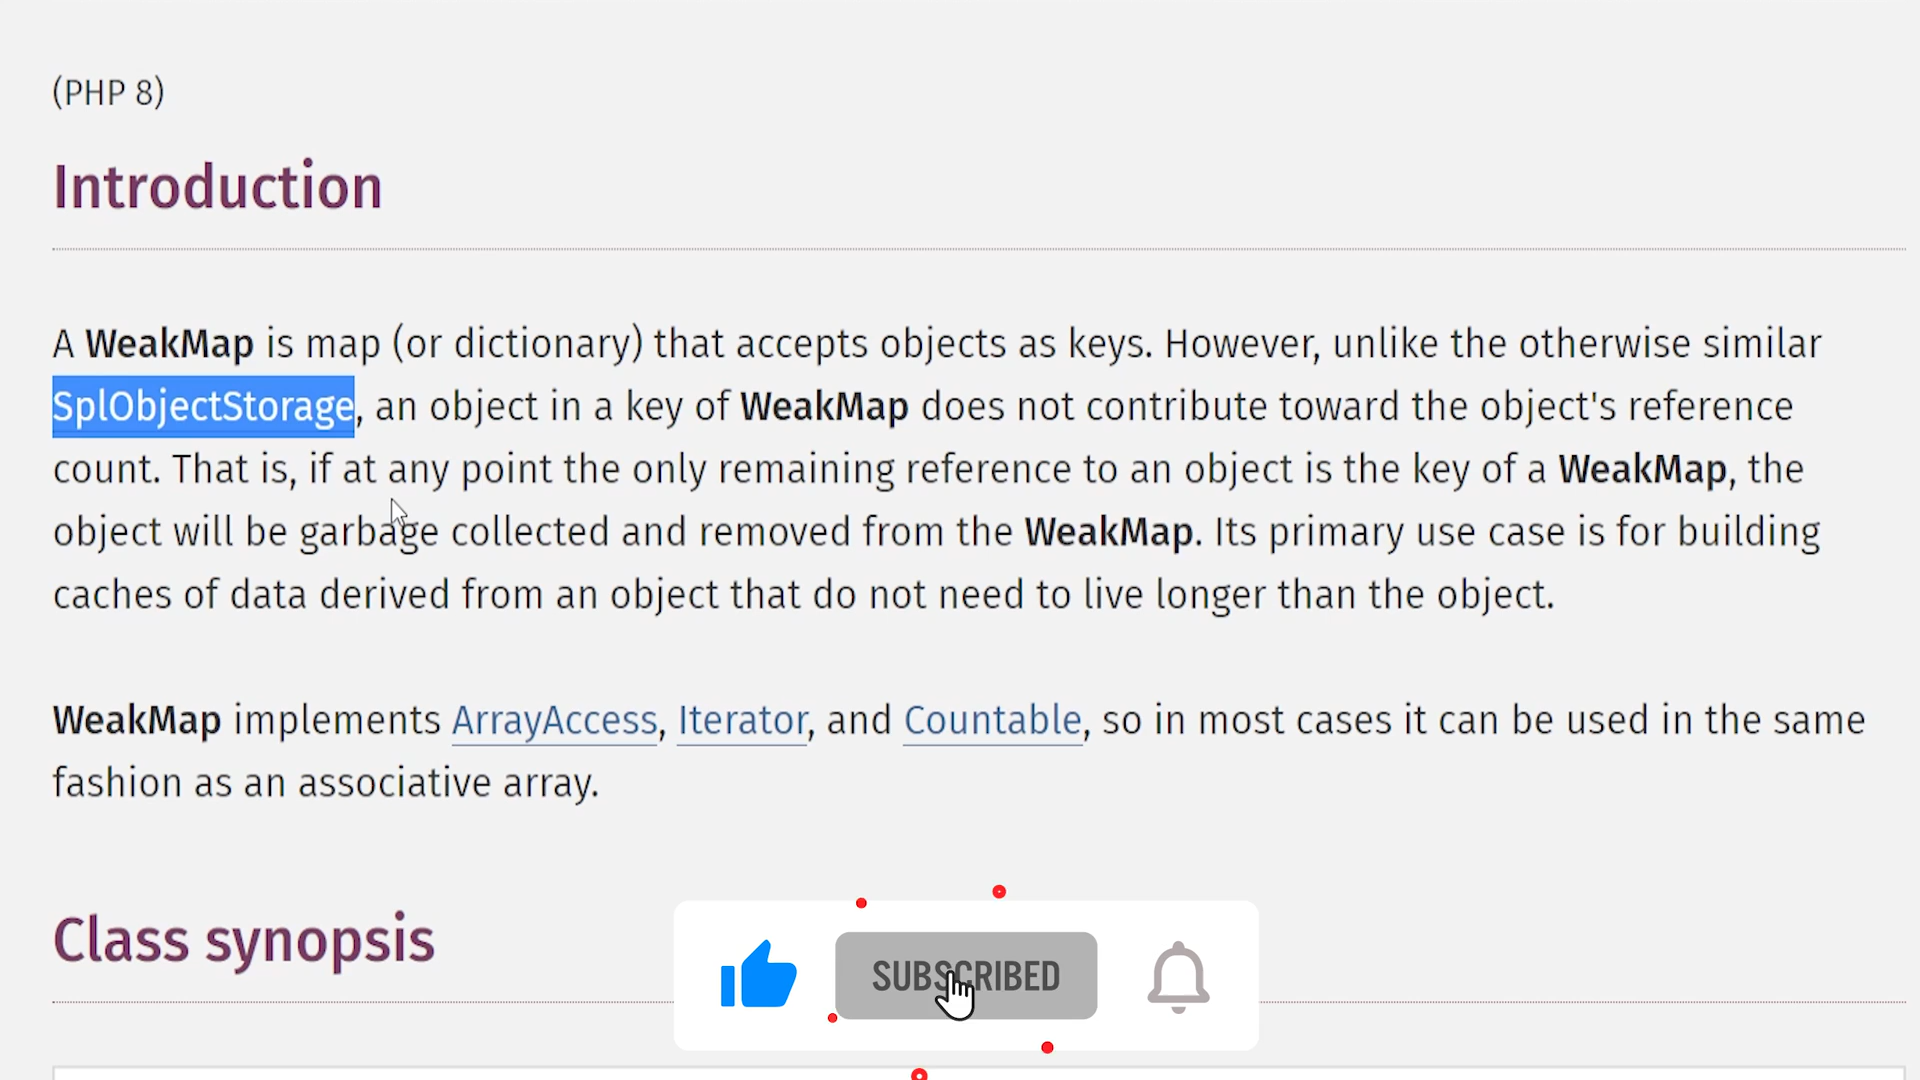 (PHP 8)
Introduction
A WeakMap is map (or dictionary) that accepts objects as keys. However, unlike the otherwise similar
SplObjectStorage, an object in a key of WeakMap does not contribute toward the object's reference
count. That is, if at any point the only remaining reference to an object is the key of a WeakMap, the
object will be garbage collected and removed from the WeakMap. Its primary use case is for building
caches of data derived from an object that do not need to live longer than the object.
WeakMap implements ArrayAccess, Iterator, and Countable, so in most cases it can be used in the same
fashion as an associative array.
Class synopsis
SUBSCRIBED